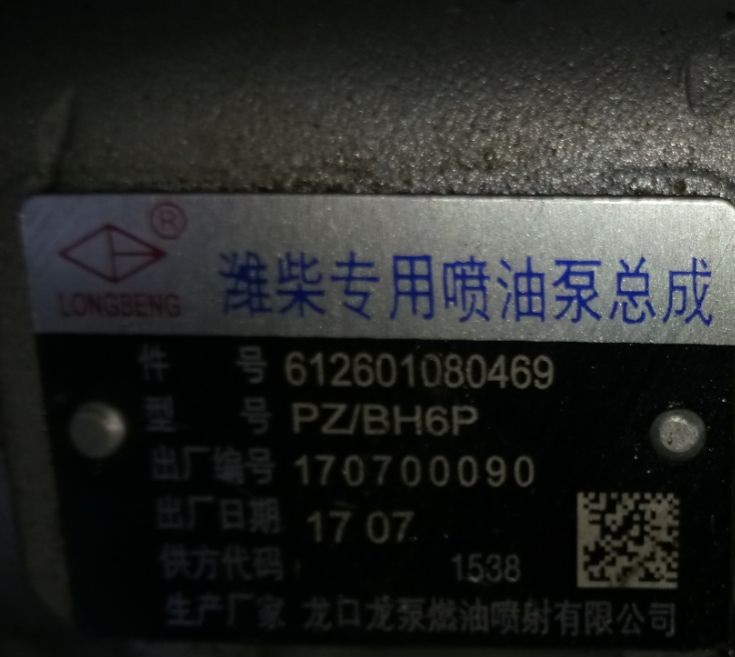 ®
LONGBENG
潍柴专用喷油泵总成
件 号 612601080469
型 号 PZ/BH6P
出厂编号 170700090
出厂日期 17 07
供方代码 1538
生产厂家 龙口龙泵燃油喷射有限公司